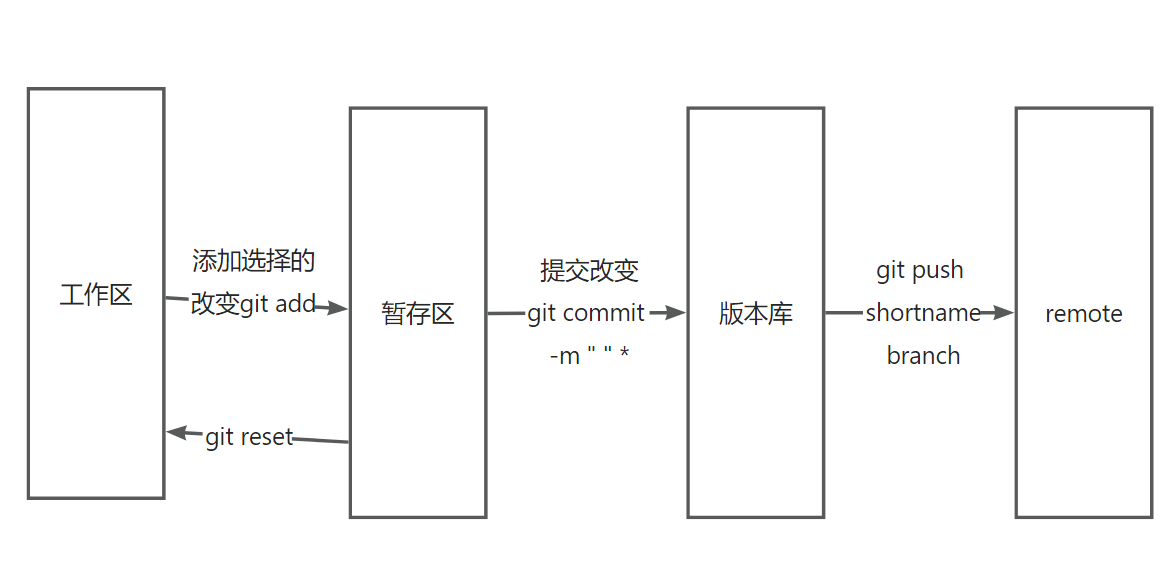 工作区
添加选择的
改变git add
git reset
暂存区
提交改变
git commit
-m " " *
版本库
git push
shortname
branch
remote